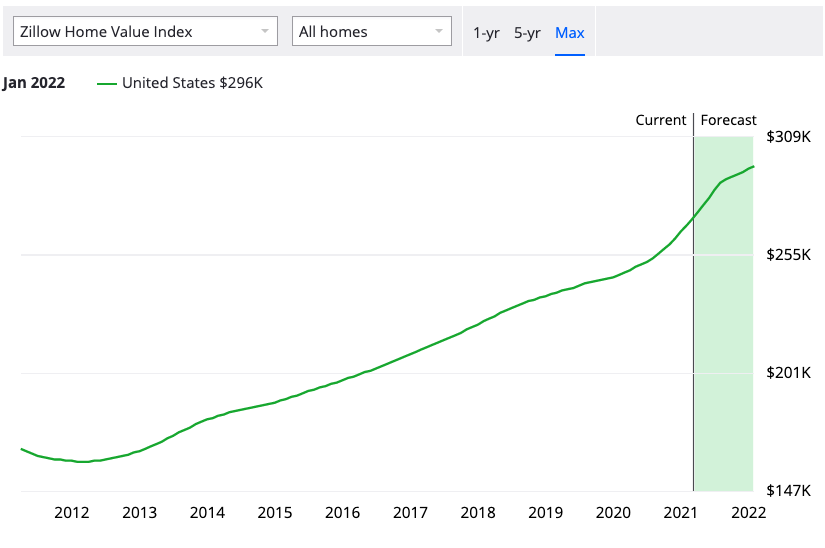 Zillow Home Value Index All homes 1-yr 5-yr Max
Jan 2022 United States $296K
Current Forecast
$309K
$255K
$201K
$147K
2012 2013 2014 2015 2016 2017 2018 2019 2020 2021 2022